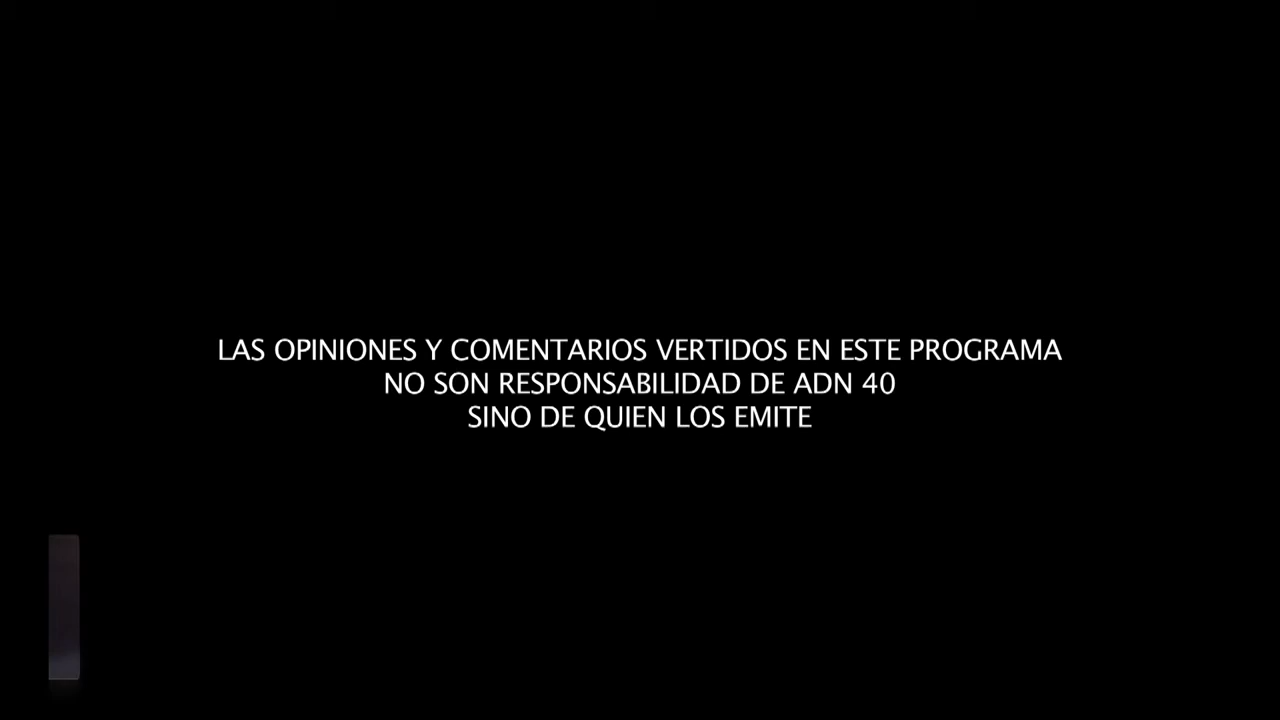 LAS OPINIONES Y COMENTARIOS VERTIDOS EN ESTE PROGRAMA
NO SON RESPONSABILIDAD DE ADN 40
SINO DE QUIEN LOS EMITE